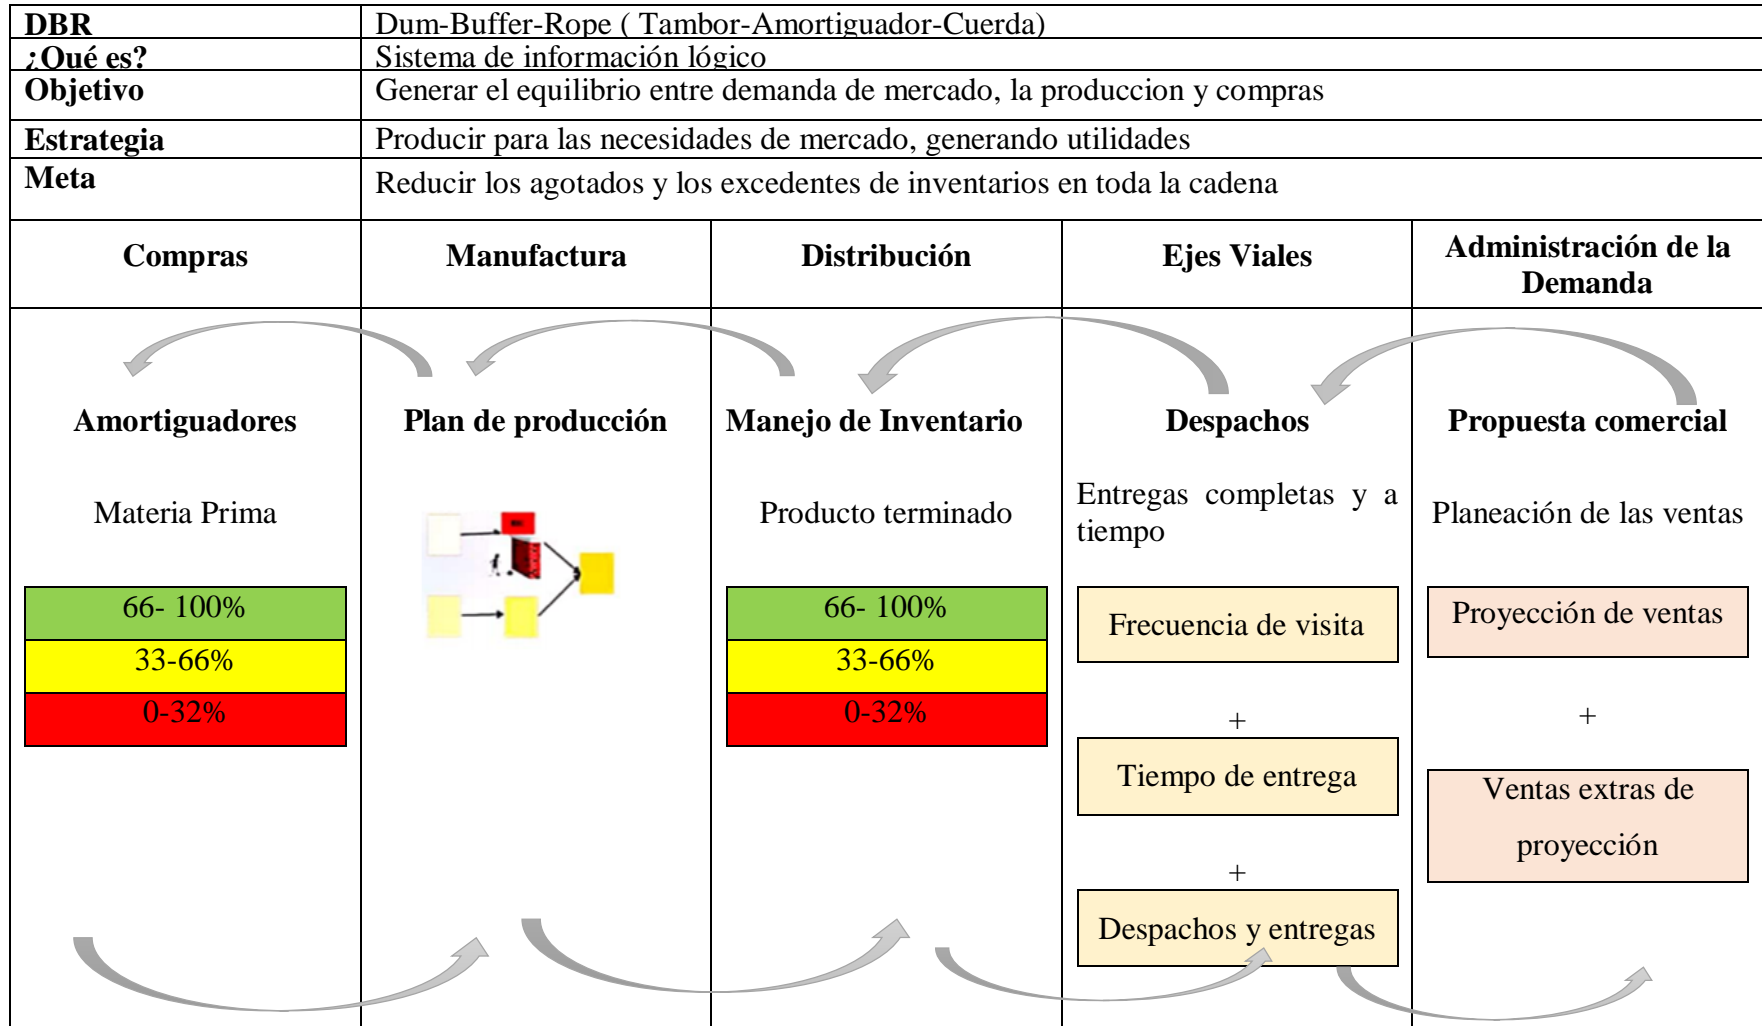 DBR
Dum-Buffer-Rope ( Tambor-Amortiguador-Cuerda)
¿Qué es?
Sistema de información lógico
Objetivo
Generar el equilibrio entre demanda de mercado, la produccion y compras
Estrategia
Producir para las necesidades de mercado, generando utilidades
Meta
Reducir los agotados y los excedentes de inventarios en toda la cadena
Compras
Manufactura
Distribución
Ejes Viales
Administración de la
Demanda
Amortiguadores
Plan de producción
Manejo de Inventario
Despachos
Propuesta comercial
Materia Prima
Producto terminado
Entregas completas y a
tiempo
Planeación de las ventas
66- 100%
33-66%
0-32%
66- 100%
33-66%
0-32%
Frecuencia de visita
+
Tiempo de entrega
+
Despachos y entregas
Proyección de ventas
+
Ventas extras de
proyección